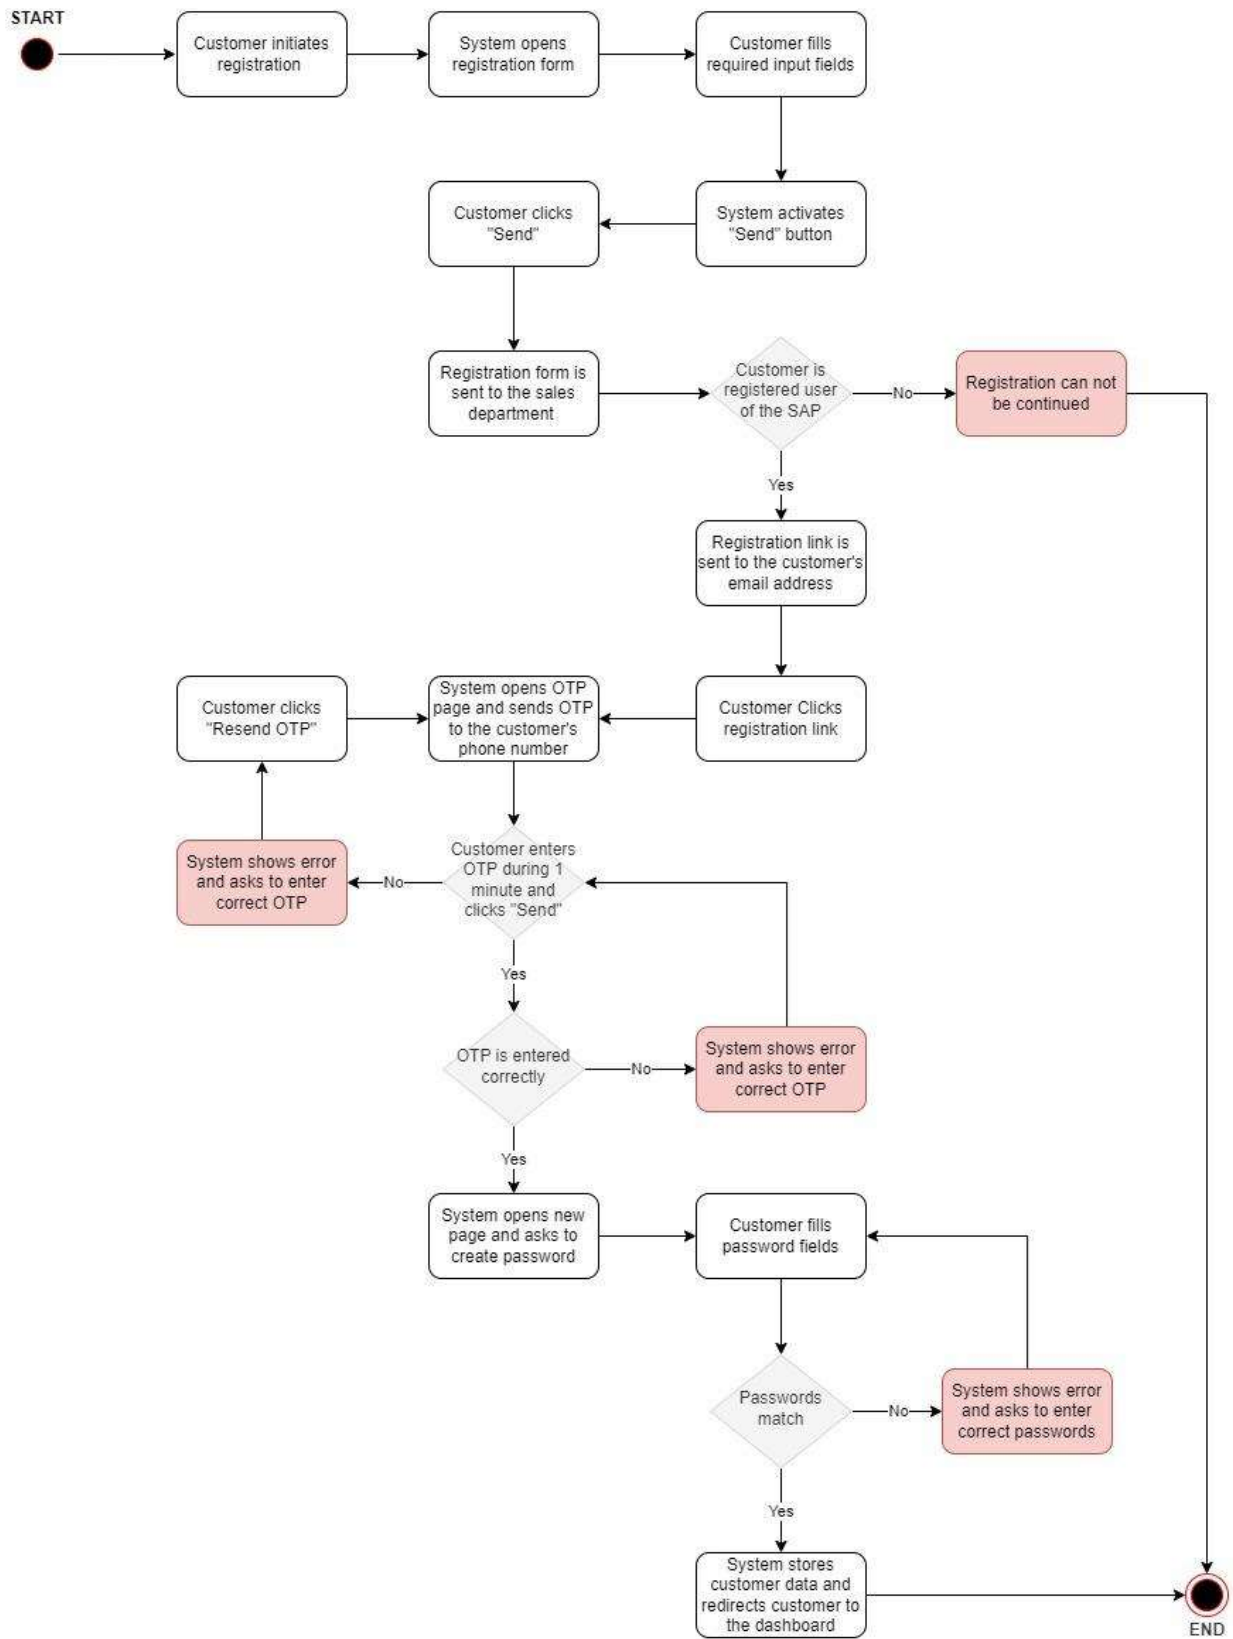 START
Customer initiates
registration
System opens
registration form
Customer fills
required input fields
Customer clicks
"Send"
System activates
"Send" button
Registration form is
sent to the sales
department
Customer is
registered user
of the SAP
No
Registration can not
be continued
Yes
Registration link is
sent to the customer's
email address
Customer clicks
"Resend OTP"
System opens OTP
page and sends OTP
to the customer's
phone number
Customer Clicks
registration link
System shows error
and asks to enter
correct OTP
No
Customer enters
OTP during 1
minute and
clicks "Send"
Yes
OTP is entered
correctly
No
System shows error
and asks to enter
correct OTP
Yes
System opens new
page and asks to
create password
Customer fills
password fields
Passwords
match
No
System shows error
and asks to enter
correct passwords
Yes
System stores
customer data and
redirects customer to
the dashboard
END